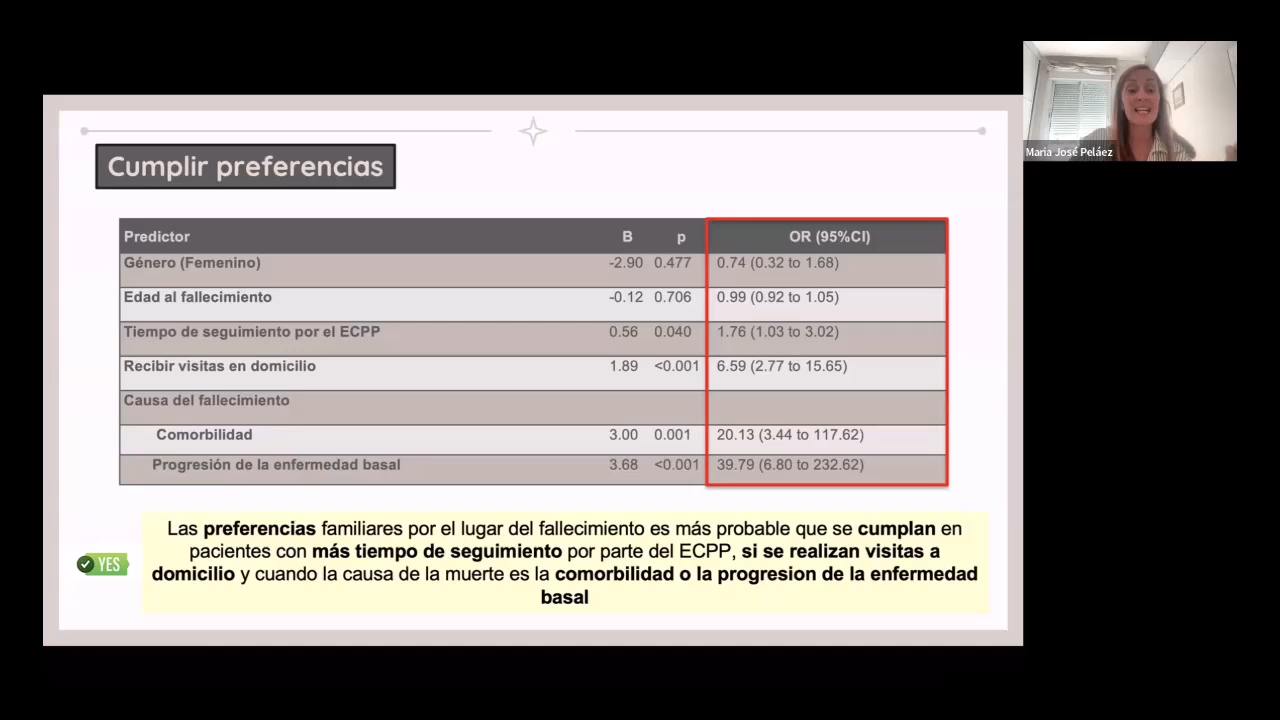 Maria José Peláez
Cumplir preferencias
Predictor B p OR (95%CI)
Género (Femenino) -2.90 0.477 0.74 (0.32 to 1.68)
Edad al fallecimiento -0.12 0.706 0.99 (0.92 to 1.05)
Tiempo de seguimiento por el ECPP 0.56 0.040 1.76 (1.03 to 3.02)
Recibir visitas en domicilio 1.89 <0.001 6.59 (2.77 to 15.65)
Causa del fallecimiento
Comorbilidad 3.00 0.001 20.13 (3.44 to 117.62)
Progresión de la enfermedad basal 3.68 <0.001 39.79 (6.80 to 232.62)
Las preferencias familiares por el lugar del fallecimiento es más probable que se cumplan en
pacientes con más tiempo de seguimiento por parte del ECPP, si se realizan visitas a
domicilio y cuando la causa de la muerte es la comorbilidad o la progresion de la enfermedad
basal
YES